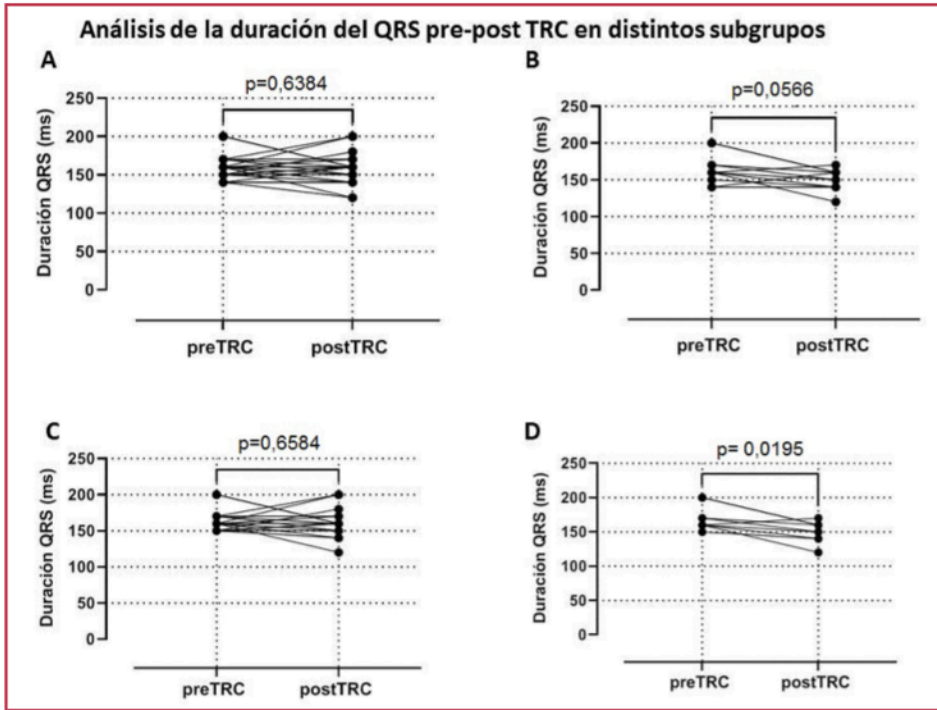 Análisis de la duración del QRS pre-post TRC en distintos subgrupos
A
p=0,6384
250
200
150
100
50
0
Duración QRS (ms)
preTRC postTRC
B
p=0,0566
250
200
150
100
50
0
Duración QRS (ms)
preTRC postTRC
C
p=0,6584
250
200
150
100
50
0
Duración QRS (ms)
preTRC postTRC
D
p= 0,0195
250
200
150
100
50
0
Duración QRS (ms)
preTRC postTRC